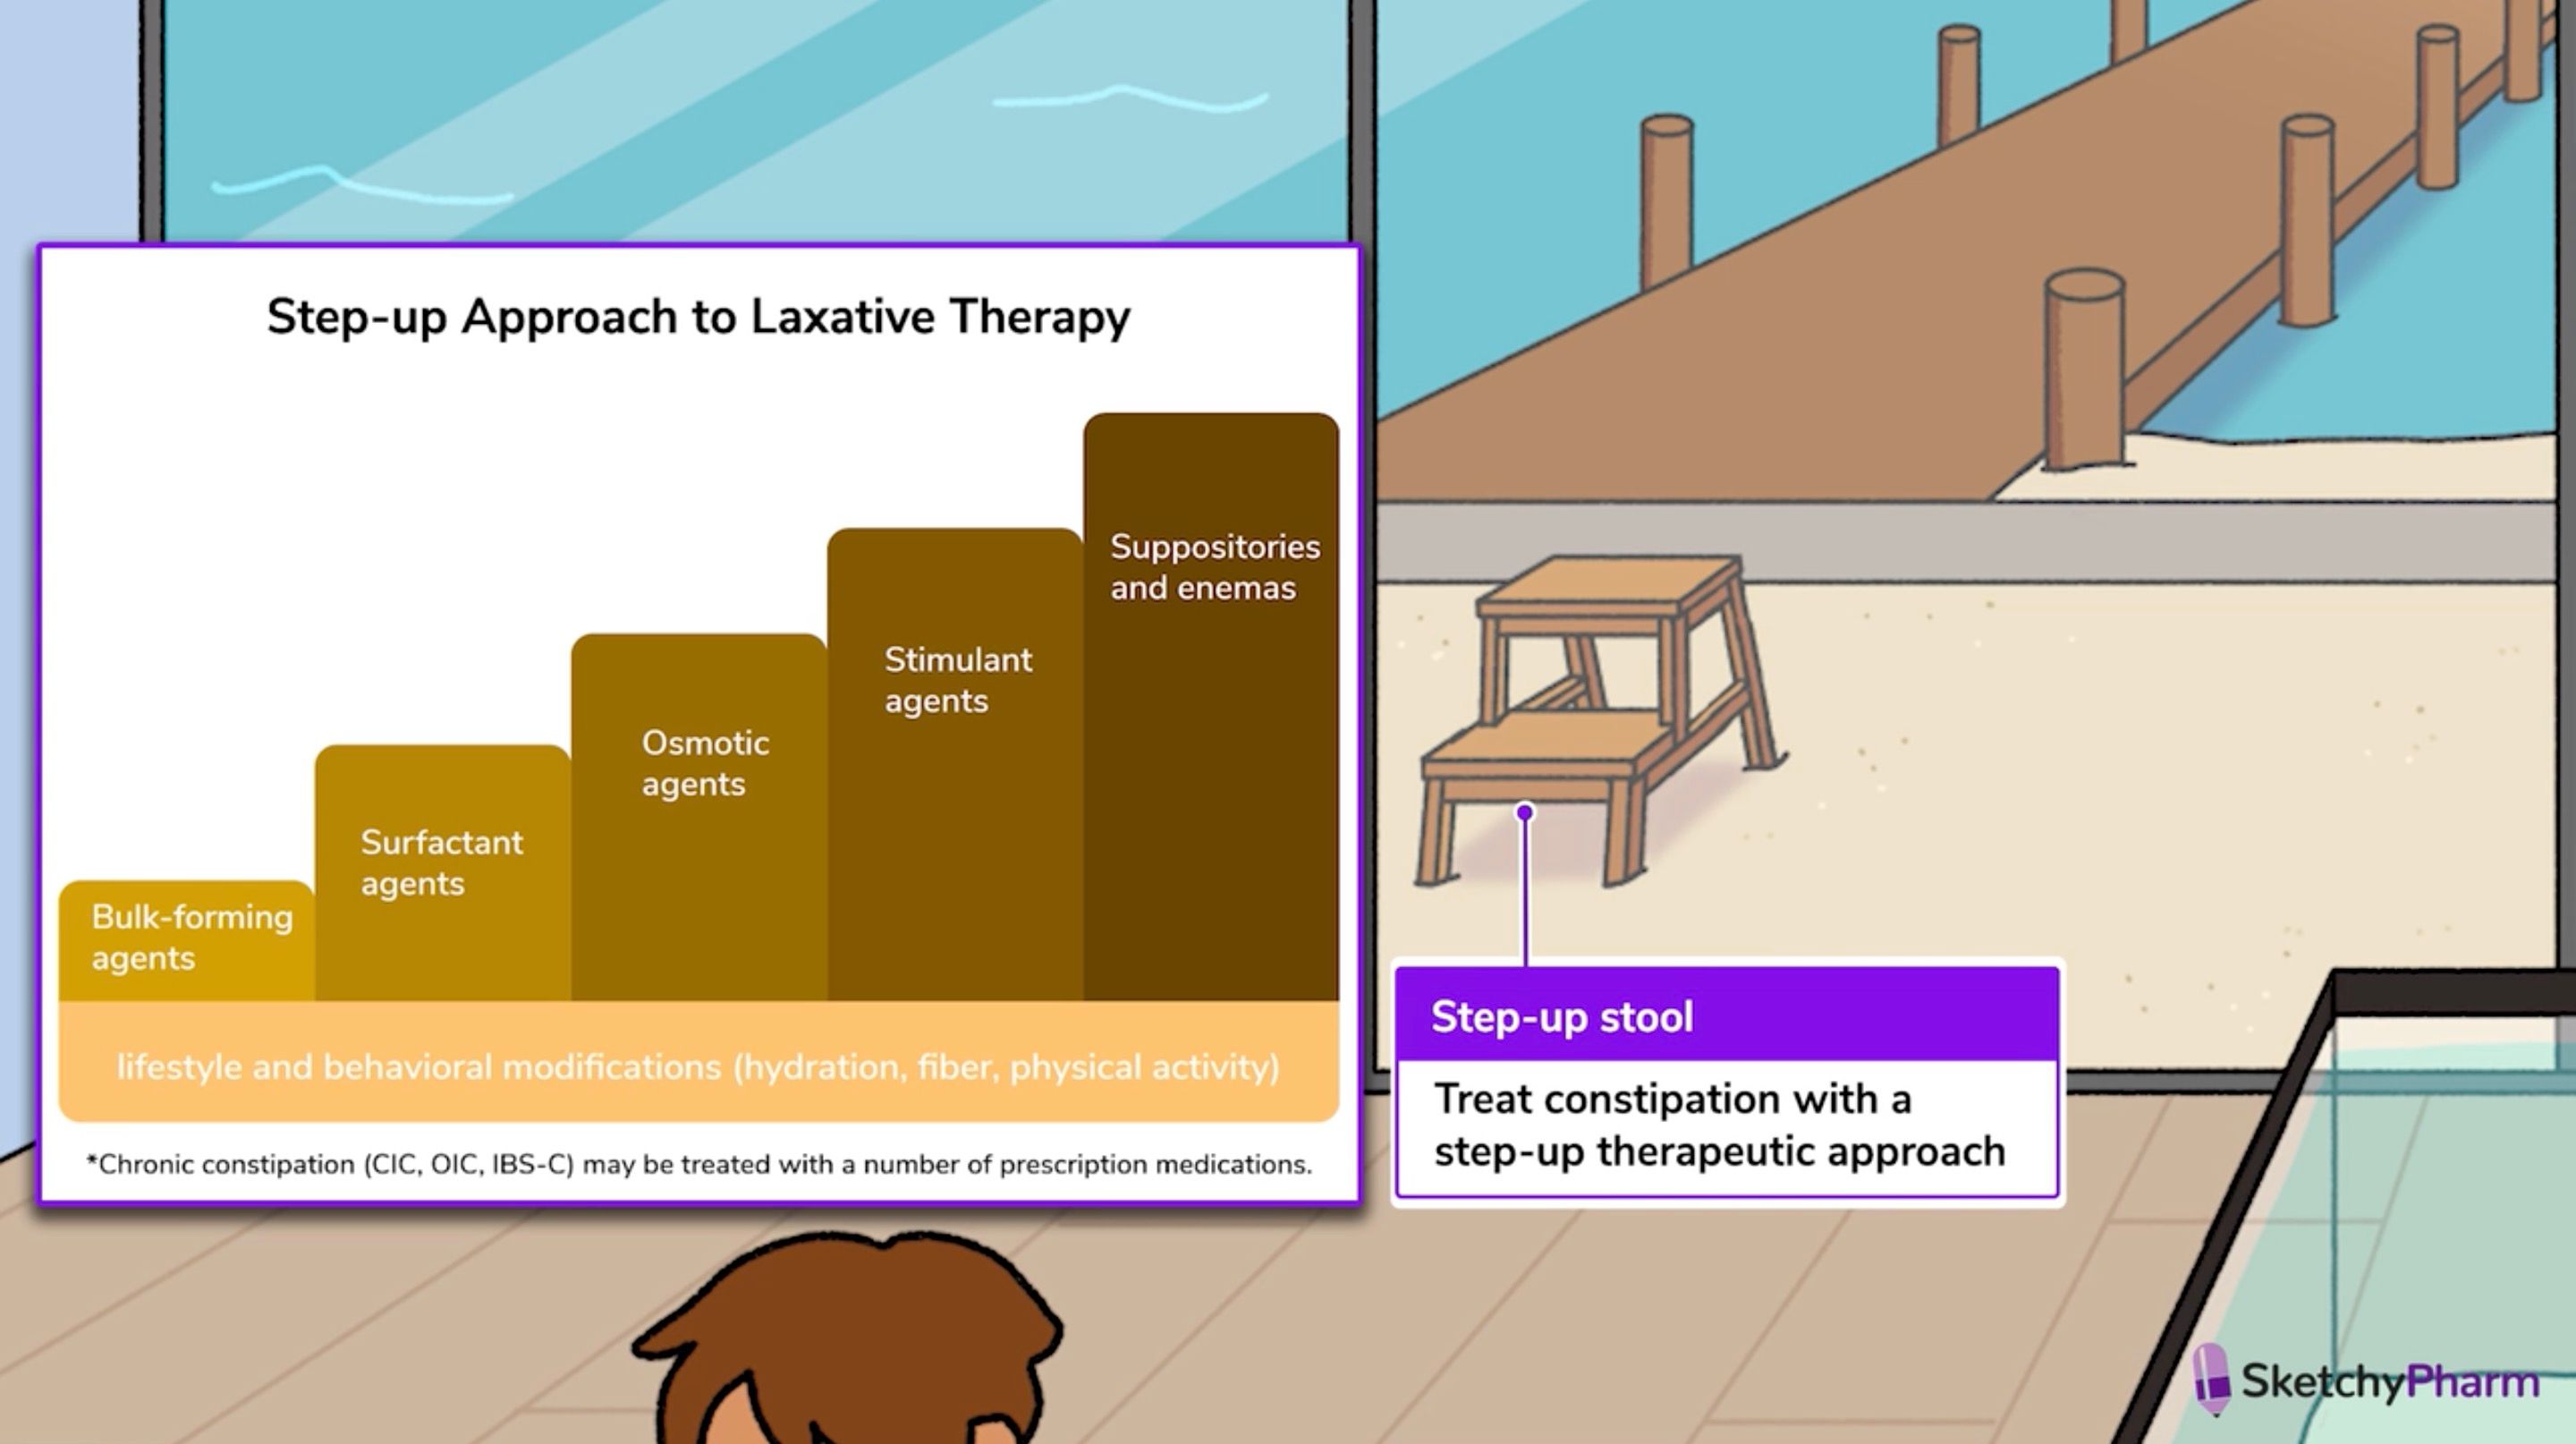 Step-up Approach to Laxative Therapy
Bulk-forming
agents
Surfactant
agents
Osmotic
agents
Stimulant
agents
Suppositories
and enemas
lifestyle and behavioral modifications (hydration, fiber, physical activity)
*Chronic constipation (CIC, OIC, IBS-C) may be treated with a number of prescription medications.
Step-up stool
Treat constipation with a
step-up therapeutic approach
SketchyPharm